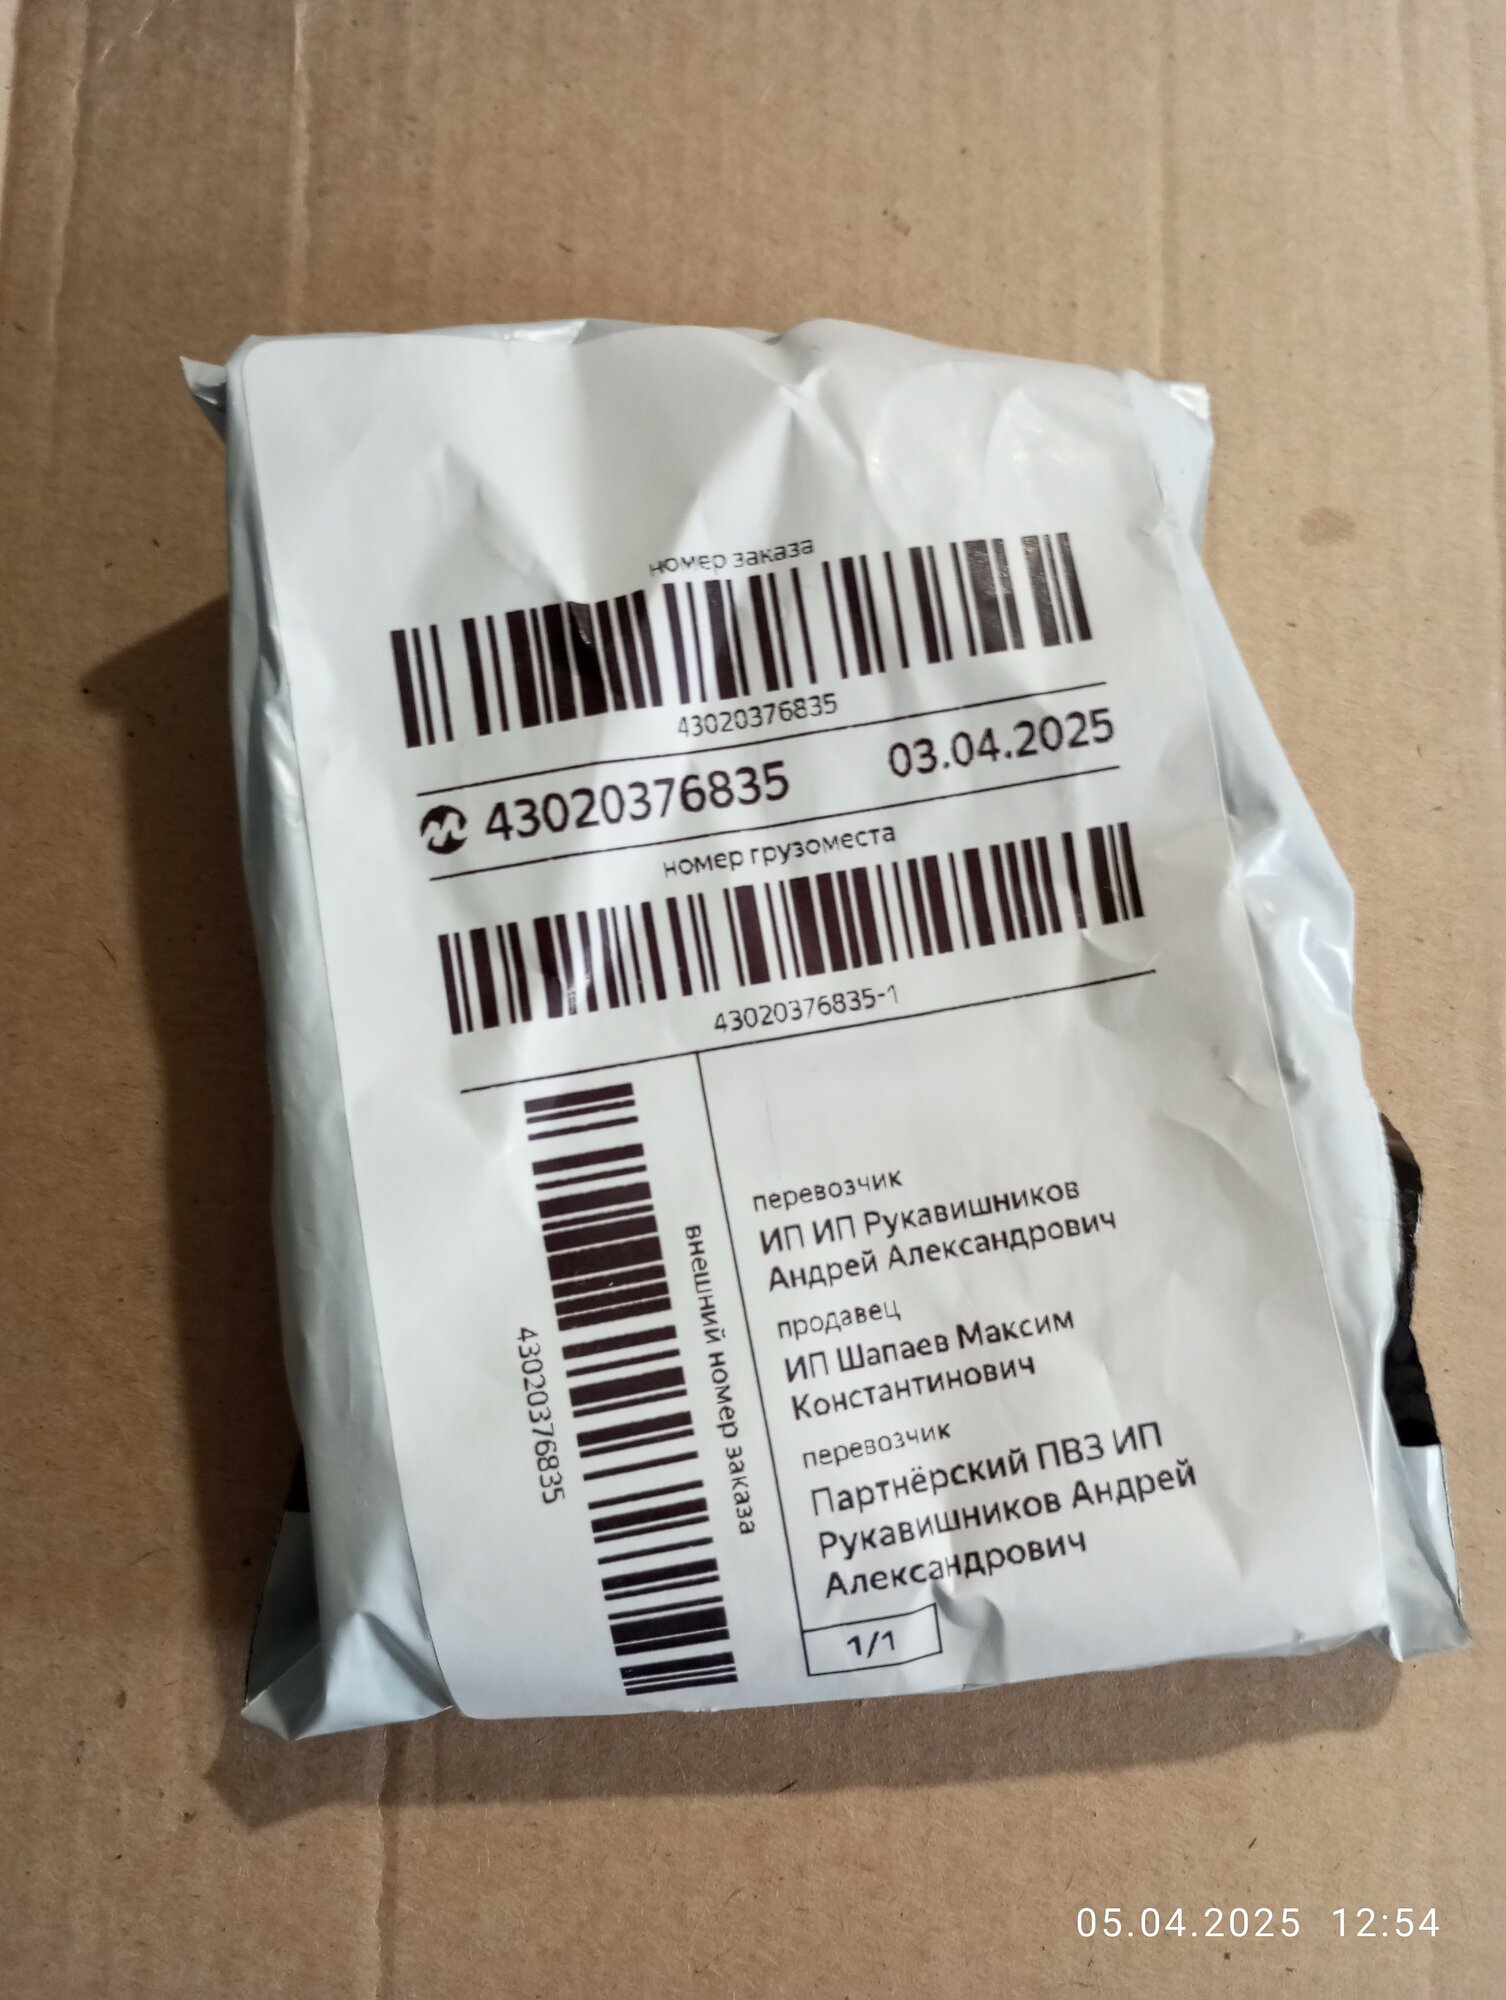 номер заказа
43020376835
43020376835 03.04.2025
номер грузоместа
43020376835-1
43020376835
внешний номер заказа
перевозчик
ИП ИП Рукавишников
Андрей Александрович
продавец
ИП Шапаев Максим
Константинович
перевозчик
Партнёрский ПВЗ ИП
Рукавишников Андрей
Александрович
1/1
05.04.2025 12:54